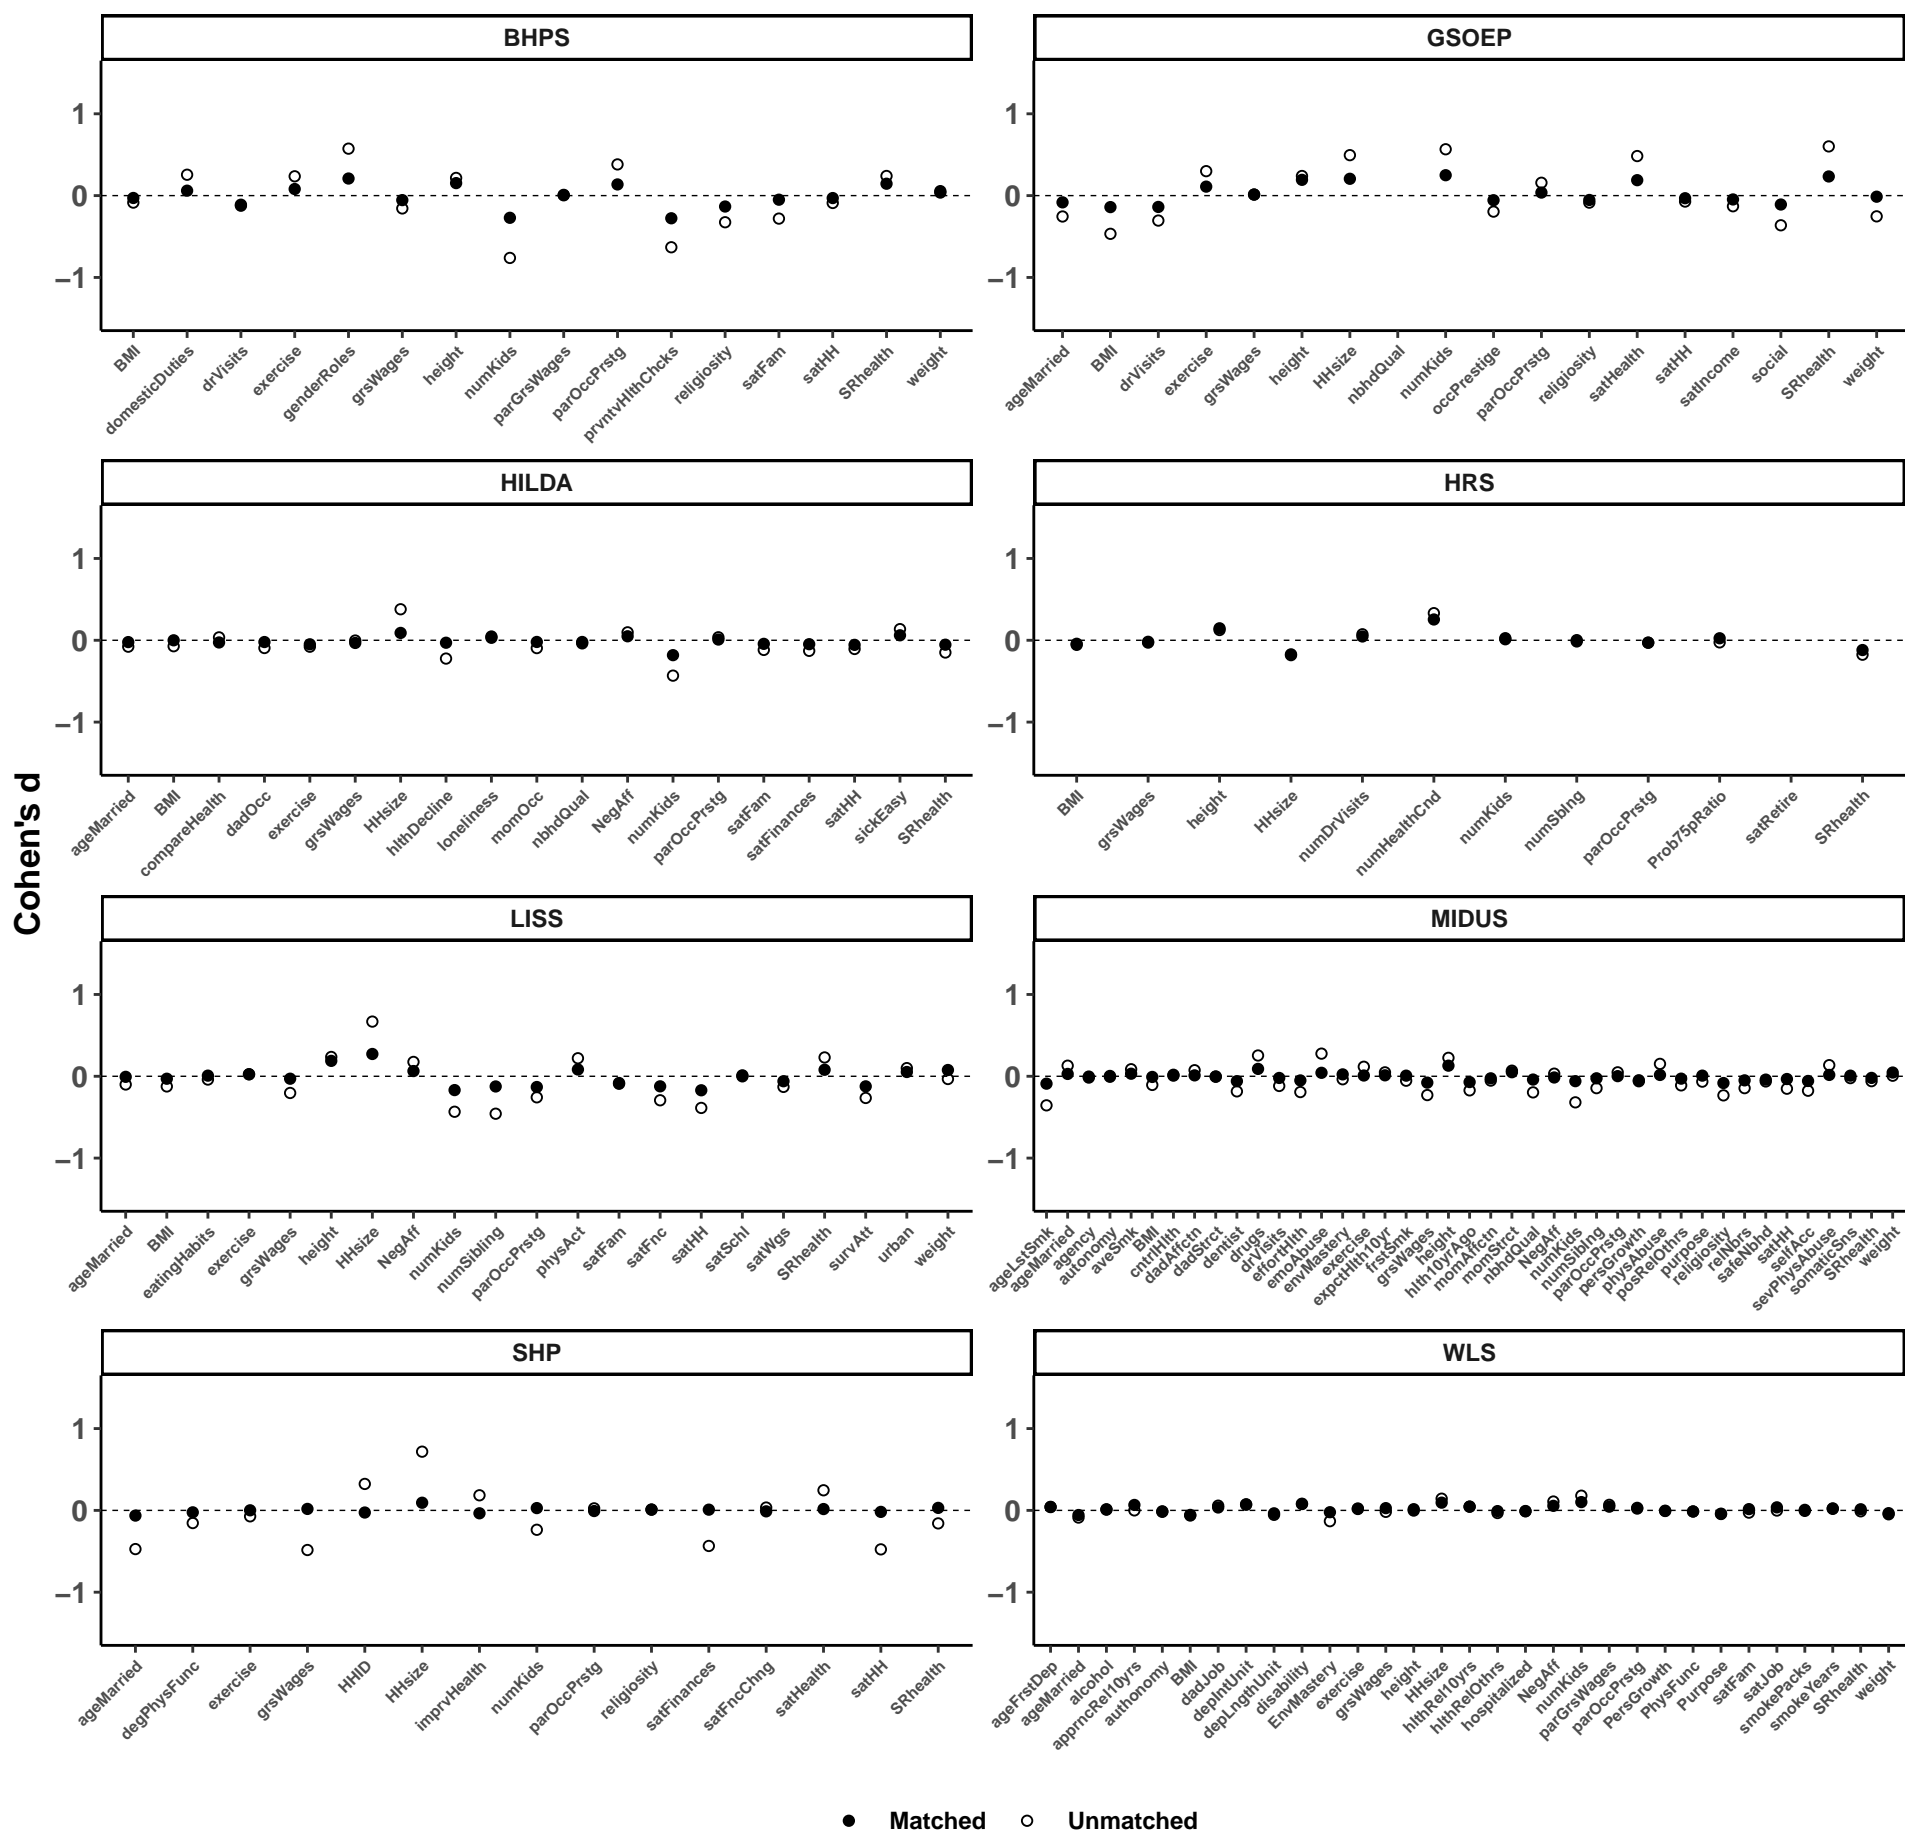 Cohen's d
BHPS
1
0
−1
BMI
domesticDuties
drVisits
exercise
genderRoles
grsWages
height
numKids
parGrsWages
parOccPrstg
prvntvHlthChcks
religiosity
satFam
satHH
SRhealth
weight
GSOEP
1
0
−1
ageMarried
BMI
drVisits
exercise
grsWages
height
HHsize
nbhdQual
numKids
occPrestige
parOccPrstg
religiosity
satHealth
satHH
satIncome
social
SRhealth
weight
HILDA
1
0
−1
ageMarried
BMI
compareHealth
dadOcc
exercise
grsWages
HHsize
hlthDecline
loneliness
momOcc
nbhdQual
NegAff
numKids
parOccPrstg
satFam
satFinances
satHH
sickEasy
SRhealth
HRS
1
0
−1
BMI
grsWages
height
HHsize
numDrVisits
numHealthCnd
numKids
numSblng
parOccPrstg
Prob75pRatio
satRetire
SRhealth
LISS
1
0
−1
ageMarried
BMI
eatingHabits
exercise
grsWages
height
HHsize
NegAff
numKids
numSibling
parOccPrstg
physAct
satFam
satFnc
satHH
satSchl
satWgs
SRhealth
survAtt
urban
weight
MIDUS
1
0
−1
ageLstSmk
ageMarried
agency
autonomy
aveSmk
BMI
cntrlHlth
dadAffctn
dadStrct
dentist
drugs
drVisits
effortHlth
emoAbuse
envMastery
exercise
expctHlth10yr
frstSmk
grsWages
height
hlth10yrAgo
momAffctn
momStrct
nbhdQual
NegAff
numKids
numSiblng
parOccPrstg
persGrowth
physAbuse
posRelOthrs
purpose
religiosity
relNbrs
safeNbhd
satHH
selfAcc
sevPhysAbuse
somaticSns
SRhealth
weight
SHP
1
0
−1
ageMarried
degPhysFunc
exercise
grsWages
HHID
HHsize
imprvHealth
numKids
parOccPrstg
religiosity
satFinances
satFncChng
satHealth
satHH
SRhealth
WLS
1
0
−1
ageFrstDep
ageMarried
alcohol
apprncRel10yrs
authonomy
BMI
dadJob
depIntUnit
depLngthUnit
disability
EnvMastery
exercise
grsWages
height
HHsize
hlthRel10yrs
hlthRelOthrs
hospitalized
NegAff
numKids
parGrsWages
parOccPrstg
PersGrowth
PhysFunc
Purpose
satFam
satJob
smokePacks
smokeYears
SRhealth
weight
Matched Unmatched